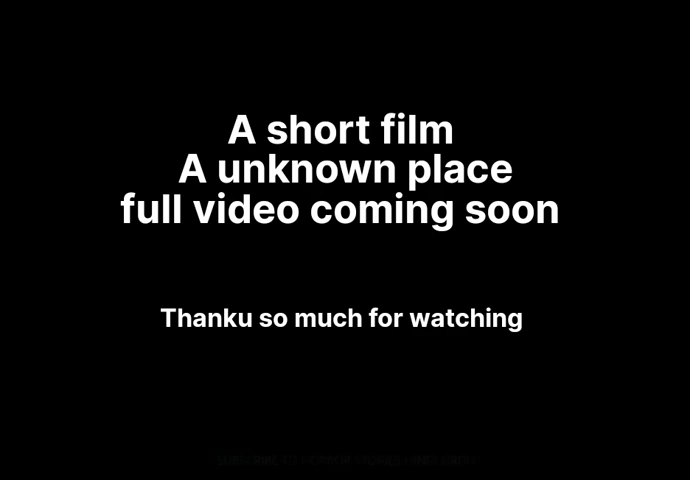 A short film
A unknown place
full video coming soon
Thanku so much for watching